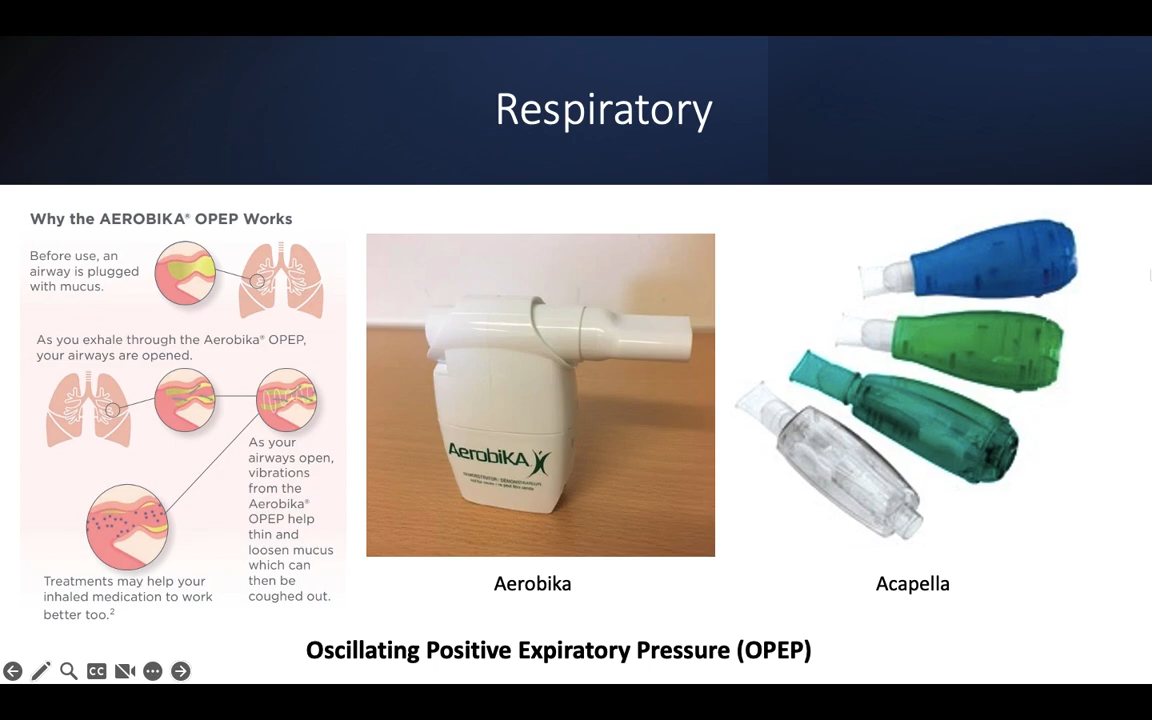 Respiratory
Why the AEROBIKA® OPEP Works
Before use, an
airway is plugged
with mucus.
As you exhale through the Aerobika® OPEP,
your airways are opened.
As your
airways open,
vibrations
from the
Aerobika®
OPEP help
thin and
loosen mucus
which can
then be
coughed out.
Treatments may help your
inhaled medication to work
better too.²
AerobiKA
Aerobika
Acapella
Oscillating Positive Expiratory Pressure (OPEP)
CC